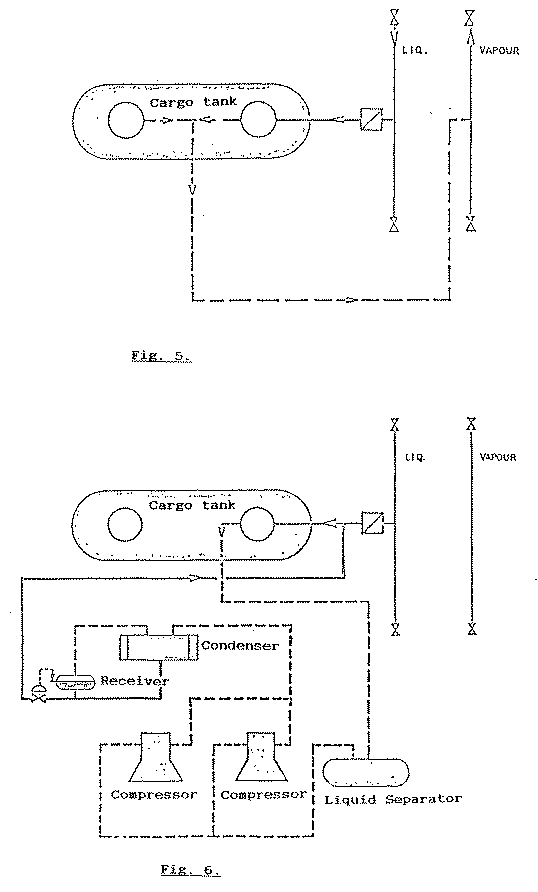 LIQ.
VAPOUR
Cargo tank
Fig. 5.
LIQ.
VAPOUR
Cargo tank
Condenser
Receiver
Compressor
Compressor
Liquid Separator
Fig. 6.